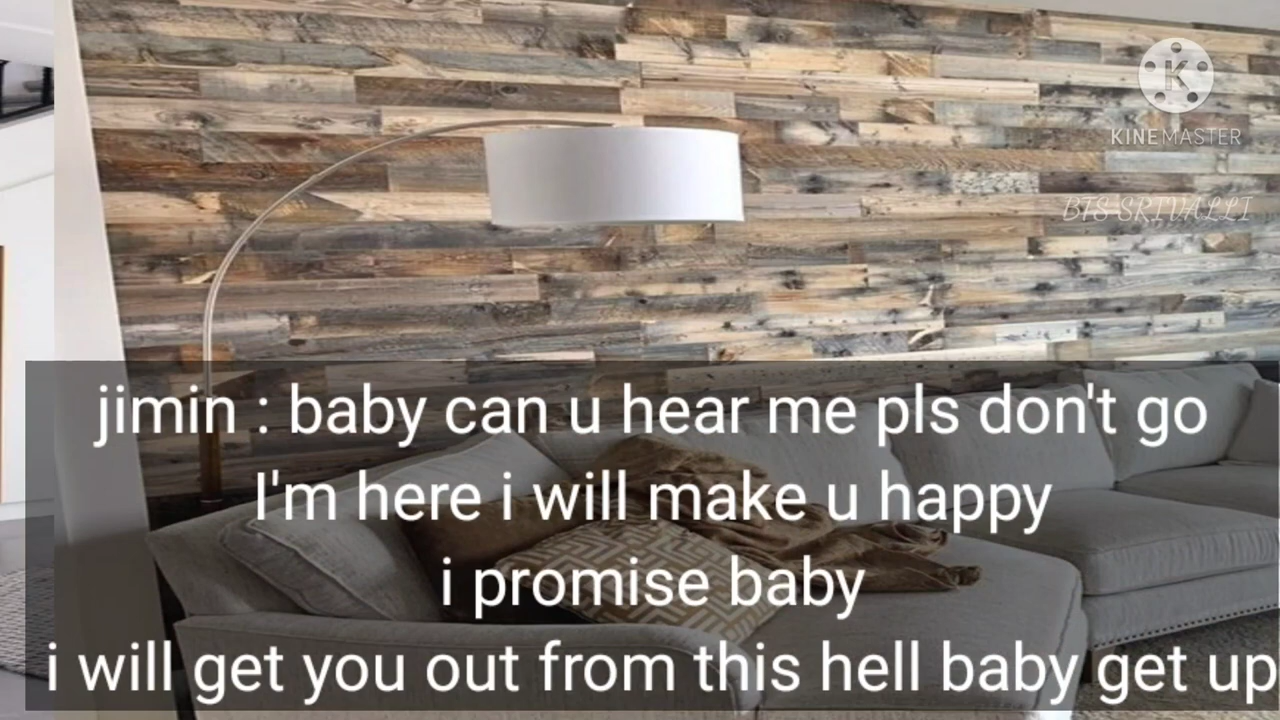 KINEMASTER
BTS SRIVALLI
jimin : baby can u hear me pls don't go
I'm here i will make u happy
i promise baby
i will get you out from this hell baby get up